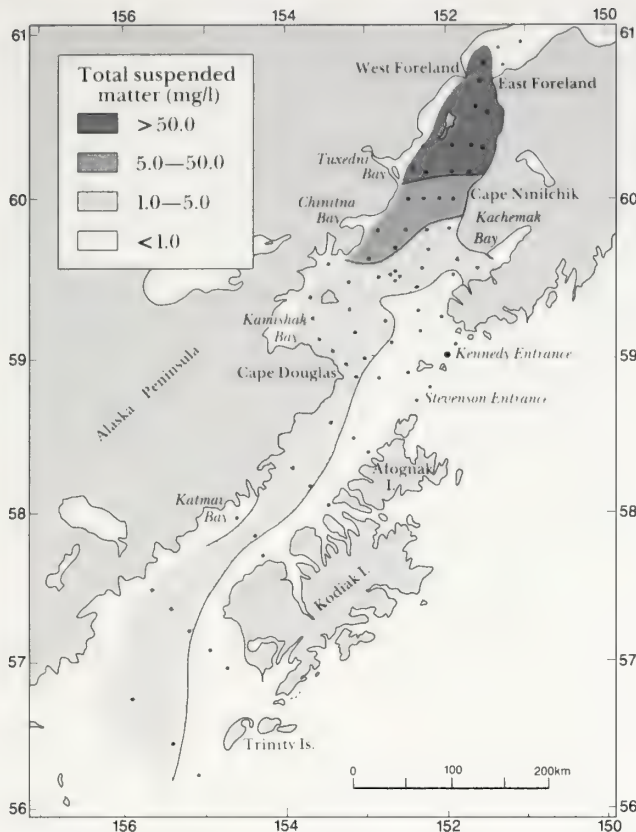 156
154
152
150
61
61
Total suspended
matter (mg/l)
>50.0
5.0—50.0
1.0—5.0
<1.0
West Foreland
East Foreland
Tuxedni
Bay
60
60
Chinitna
Bay
Cape Ninilchik
Kachemak
Bay
Kamishak
Bay
59
59
Kennedy Entrance
Cape Douglas
Alaska Peninsula
Stevenson Entrance
Afognak
I.
Katmai
Bay
58
58
Kodiak I.
57
57
Trinity Is.
0
100
200km
56
56
156
154
152
150